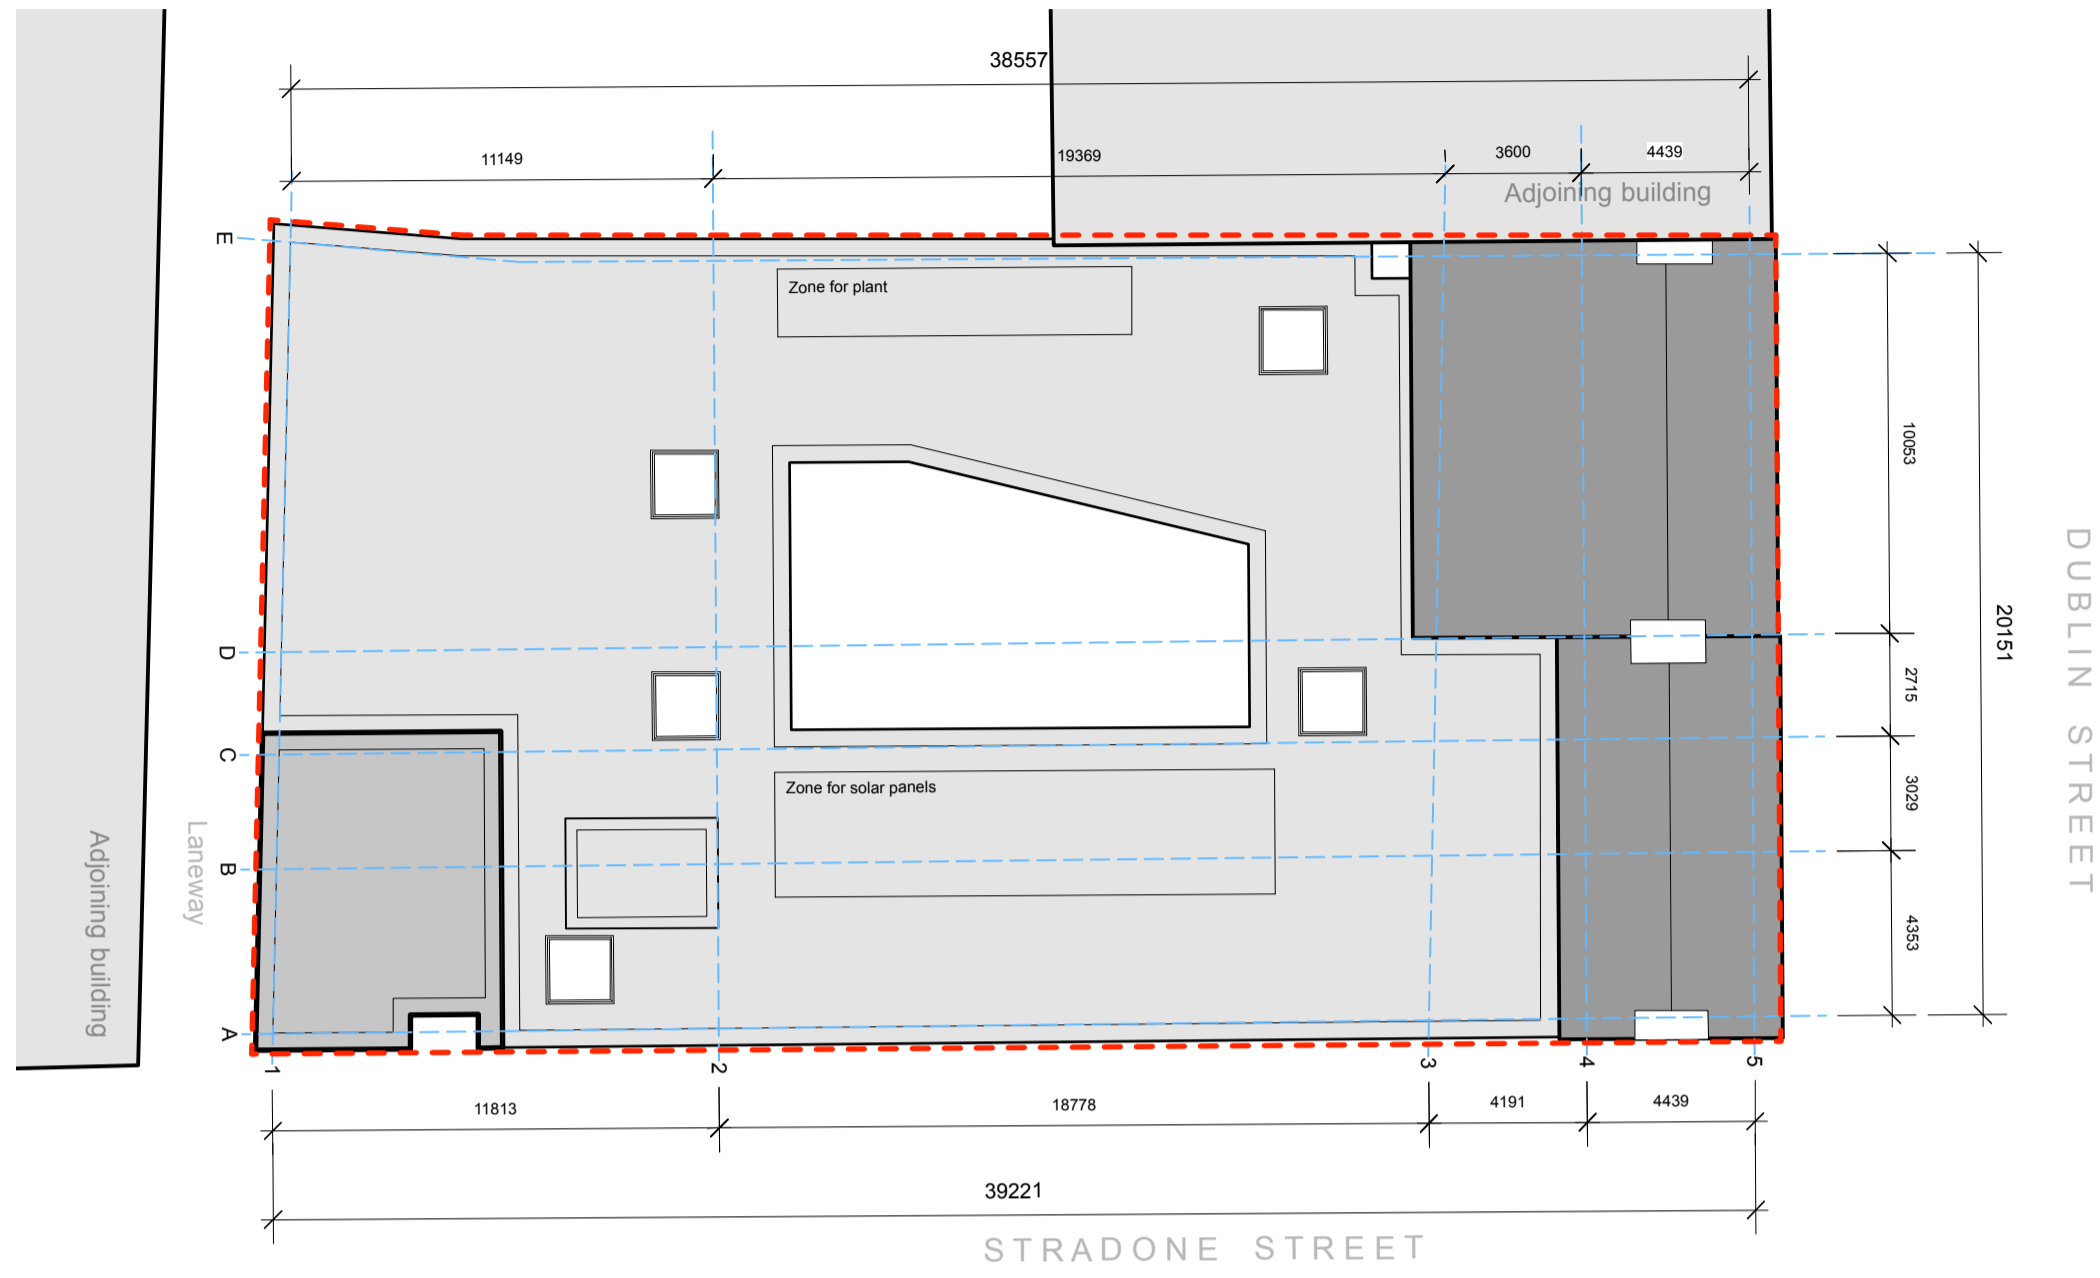 38557
11149
19369
3600
4439
Adjoining building
E
Zone for plant
10053
20151
DUBLIN STREET
D
2715
C
Zone for solar panels
3029
B
Laneway
Adjoining building
4353
A
1
2
3
4
5
11813
18778
4191
4439
39221
STRADONE STREET